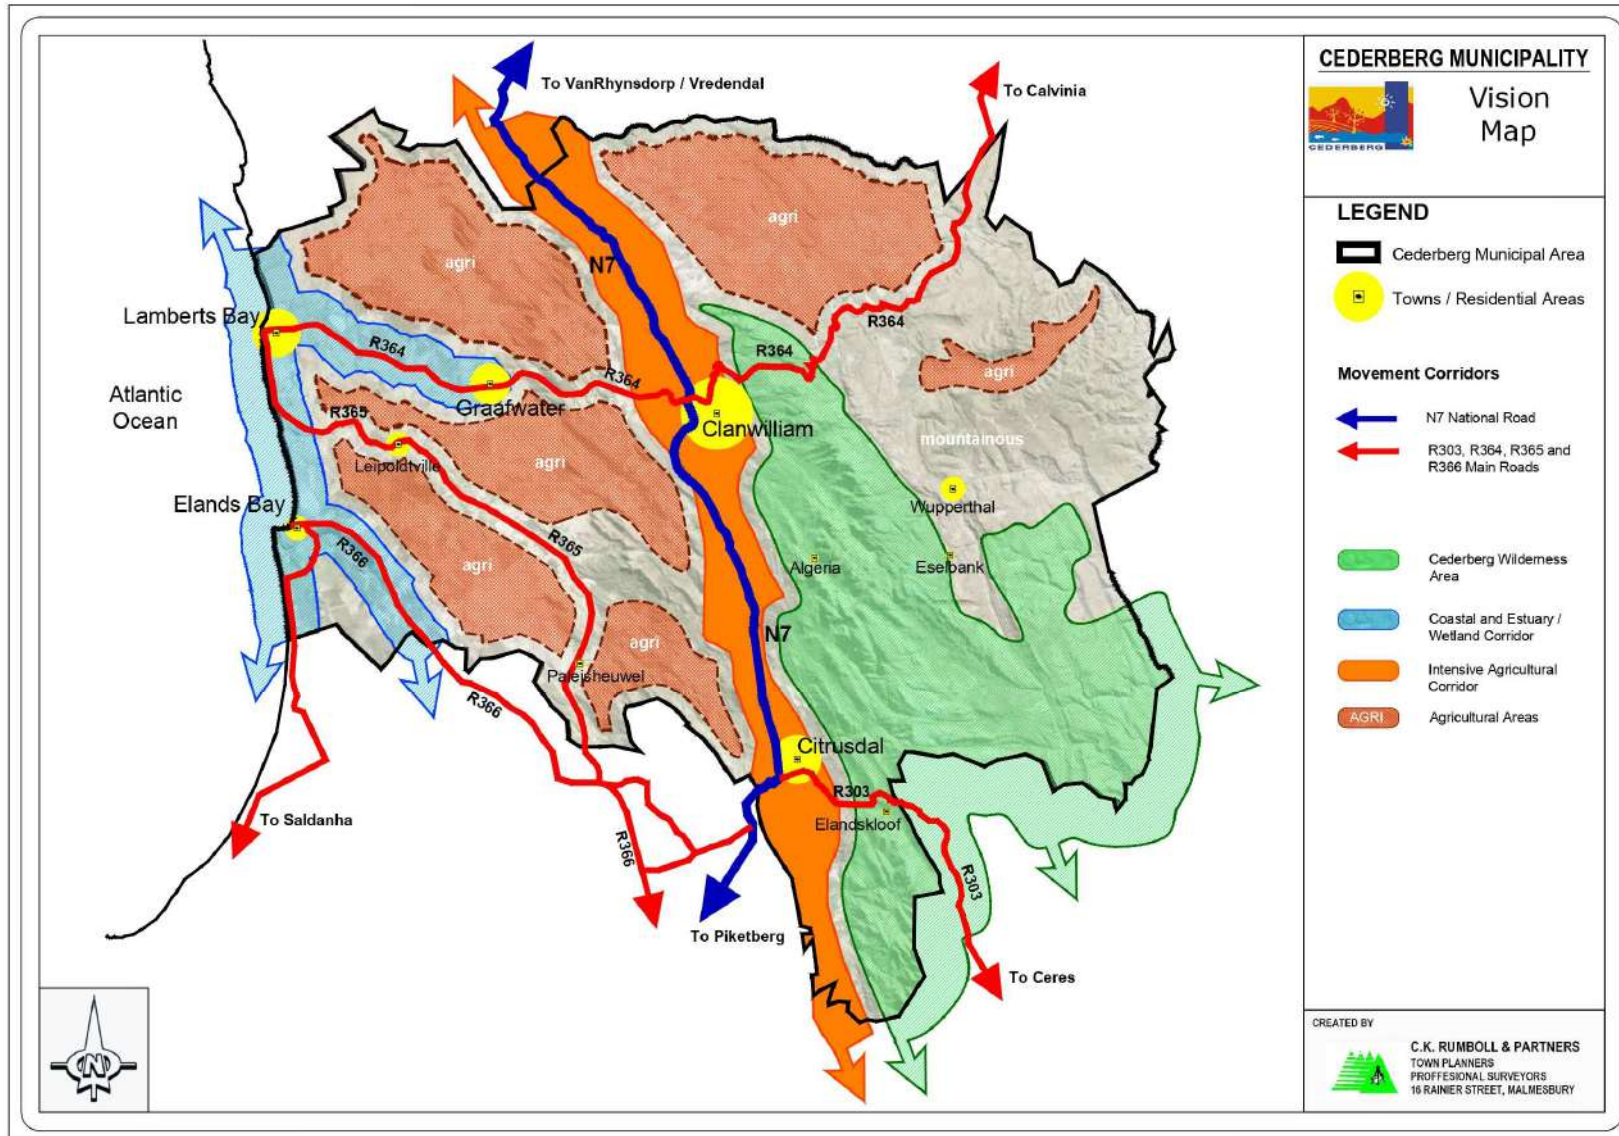 To VanRhynsdorp / Vredendal
To Calvinia
agri
agri
N7
Lamberts Bay
R364
R364
R364
R364
agri
Atlantic
Ocean
Graafwater
R365
Clanwilliam
Leipoldtville
agri
mountainous
Elands Bay
Wupperthal
R366
R365
agri
Algeria
Eselbank
N7
agri
Paleisheuwel
R366
Citrusdal
R303
Elandskloof
To Saldanha
R366
R303
To Piketberg
To Ceres
N
CEDERBERG MUNICIPALITY
CEDERBERG
Vision
Map
LEGEND
Cederberg Municipal Area
Towns / Residential Areas
Movement Corridors
N7 National Road
R303, R364, R365 and
R366 Main Roads
Cederberg Wilderness
Area
Coastal and Estuary /
Wetland Corridor
Intensive Agricultural
Corridor
AGRI
Agricultural Areas
CREATED BY
C.K. RUMBOLL & PARTNERS
TOWN PLANNERS
PROFFESIONAL SURVEYORS
16 RAINIER STREET, MALMESBURY